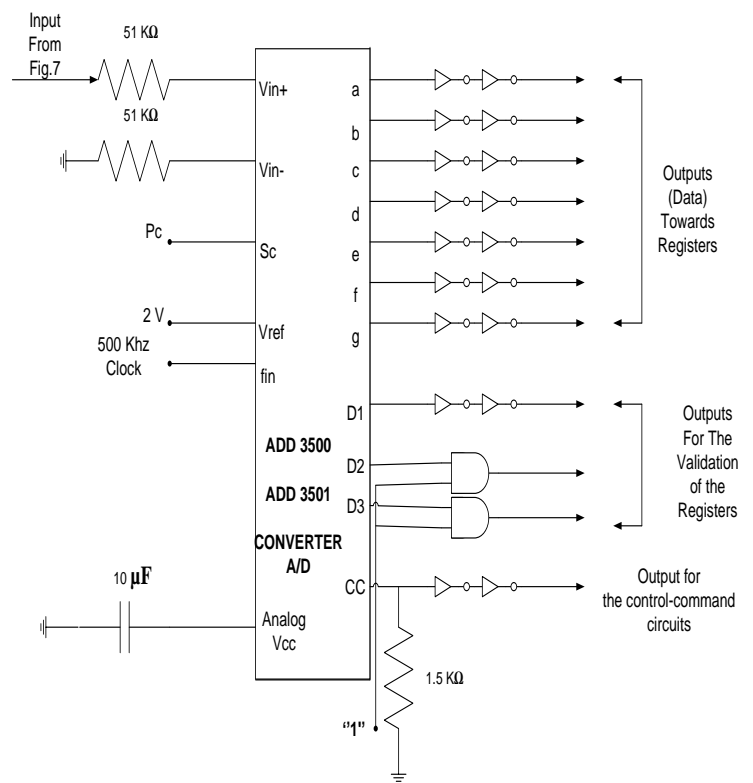 Input
From
Fig.7
51 KΩ
51 KΩ
Vin+
Vin-
Pc
Sc
2 V
Vref
500 Khz
Clock
fin
ADD 3500
ADD 3501
CONVERTER
A/D
10 µF
Analog
Vcc
a
b
c
d
e
f
g
D1
D2
D3
CC
"1"
1.5 KΩ
Outputs
(Data)
Towards
Registers
Outputs
For The
Validation
of the
Registers
Output for
the control-command
circuits